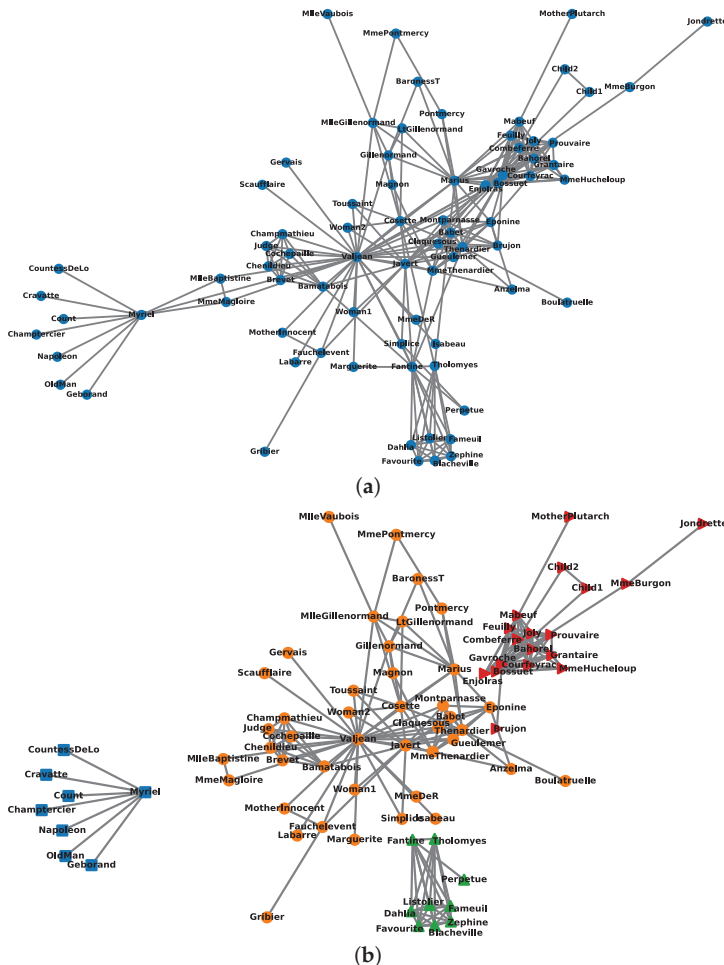 MlleVaubois
MotherPlutarch
Jondrette
MmePontmercy
Child2
BaronessT
MmeBurgon
Child1
Pontmercy
Mabeuf
MlleGillenormand
LtGillenormand
Feuilly
Joly
Prouvaire
Combeferre
Gillenormand
Bahorel
Grantaire
Gervais
Gavroche
Courfeyrac
Marius
MmeHucheloup
Scaufflaire
Magnon
Enjolras
Bossuet
Toussaint
Cosette
Montparnasse
Eponine
Woman2
Babet
Champmathieu
Claquesous
Judge
Cochepaille
Thenardier
Brujon
Valjean
Gueulemer
Chenildieu
Javert
CountessDeLo
MlleBaptistine
MmeThenardier
Brevet
Bamatabois
Anzelma
Cravatte
MmeMagloire
Boulatruelle
Count
Myriel
Woman1
MmeDeR
Champtercier
MotherInnocent
Simplice
Isabeau
Napoleon
Fauchelevent
Labarre
Marguerite
Fantine
Tholomyes
OldMan
Geborand
Perpetue
Listolier
Fameuil
Dahlia
Gribier
Zephine
Favourite
Blacheville
(a)
MlleVaubois
MotherPlutarch
Jondrette
MmePontmercy
Child2
BaronessT
MmeBurgon
Child1
Pontmercy
Mabeuf
MlleGillenormand
LtGillenormand
Feuilly
Joly
Prouvaire
Combeferre
Gillenormand
Bahorel
Grantaire
Gervais
Gavroche
Courfeyrac
Marius
MmeHucheloup
Scaufflaire
Magnon
Enjolras
Bossuet
Toussaint
Montparnasse
Cosette
Eponine
Woman2
Champmathieu
Babet
Claquesous
Judge
Cochepaille
Thenardier
Brujon
Valjean
Gueulemer
Chenildieu
Javert
CountessDeLo
MlleBaptistine
Brevet
MmeThenardier
Bamatabois
Anzelma
Cravatte
MmeMagloire
Boulatruelle
Count
Myriel
Woman1
MmeDeR
Champtercier
MotherInnocent
Simplice
Isabeau
Napoleon
Fauchelevent
Labarre
Marguerite
Fantine
Tholomyes
OldMan
Geborand
Perpetue
Listolier
Fameuil
Dahlia
Gribier
Zephine
Favourite
Blacheville
(b)